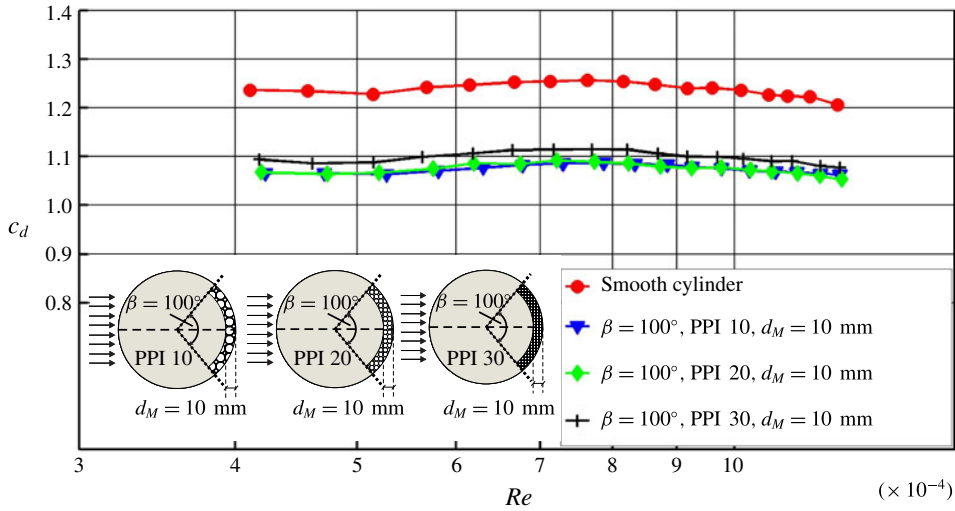 1.4
1.3
1.2
1.1
1.0
0.9
0.8
c_d
β = 100° β = 100° β = 100°
PPI 10 PPI 20 PPI 30
d_M = 10 mm d_M = 10 mm d_M = 10 mm
Smooth cylinder
β = 100°, PPI 10, d_M = 10 mm
β = 100°, PPI 20, d_M = 10 mm
β = 100°, PPI 30, d_M = 10 mm
3 4 5 6 7 8 9 10
Re
(× 10⁻⁴)